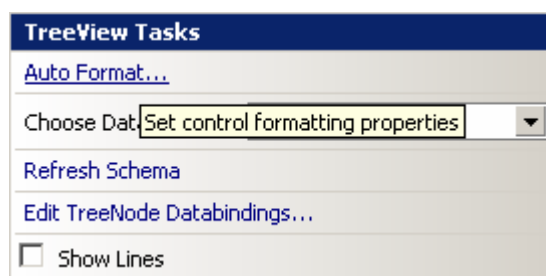 TreeView Tasks
Auto Format...
Choose Dat
Set control formatting properties
Refresh Schema
Edit TreeNode Databindings...
Show Lines